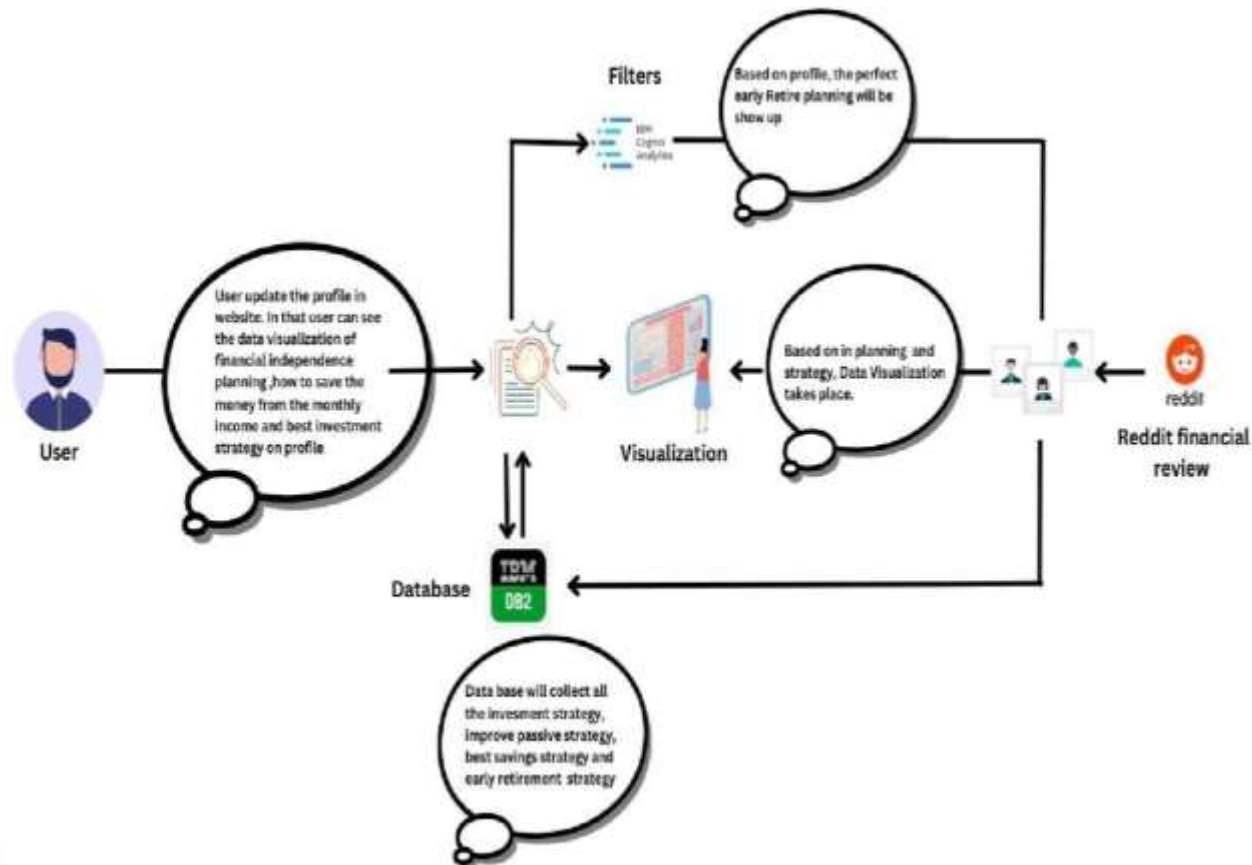 Filters
IBM
Cognos
Analytics
Based on profile, the perfect
early Retire planning will be
show up
User update the profile in
website. In that user can see
the data visualization of
financial independence
planning ,how to save the
money from the monthly
income and best investment
strategy on profile
User
Visualization
Based on in planning and
strategy, Data Visualization
takes place.
reddit
Reddit financial
review
Database
IBM
DB2
Data base will collect all
the invesment strategy,
improve passive strategy,
best savings strategy and
early retirement strategy